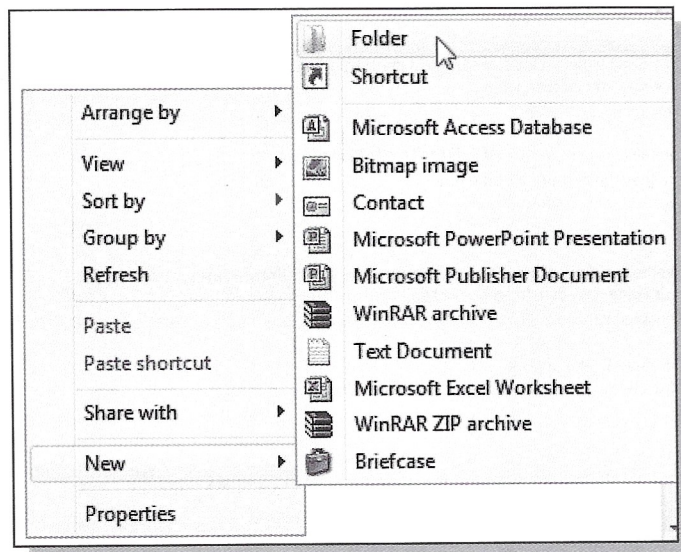 Arrange by
View
Sort by
Group by
Refresh
Paste
Paste shortcut
Share with
New
Properties
Folder
Shortcut
Microsoft Access Database
Bitmap image
Contact
Microsoft PowerPoint Presentation
Microsoft Publisher Document
WinRAR archive
Text Document
Microsoft Excel Worksheet
WinRAR ZIP archive
Briefcase